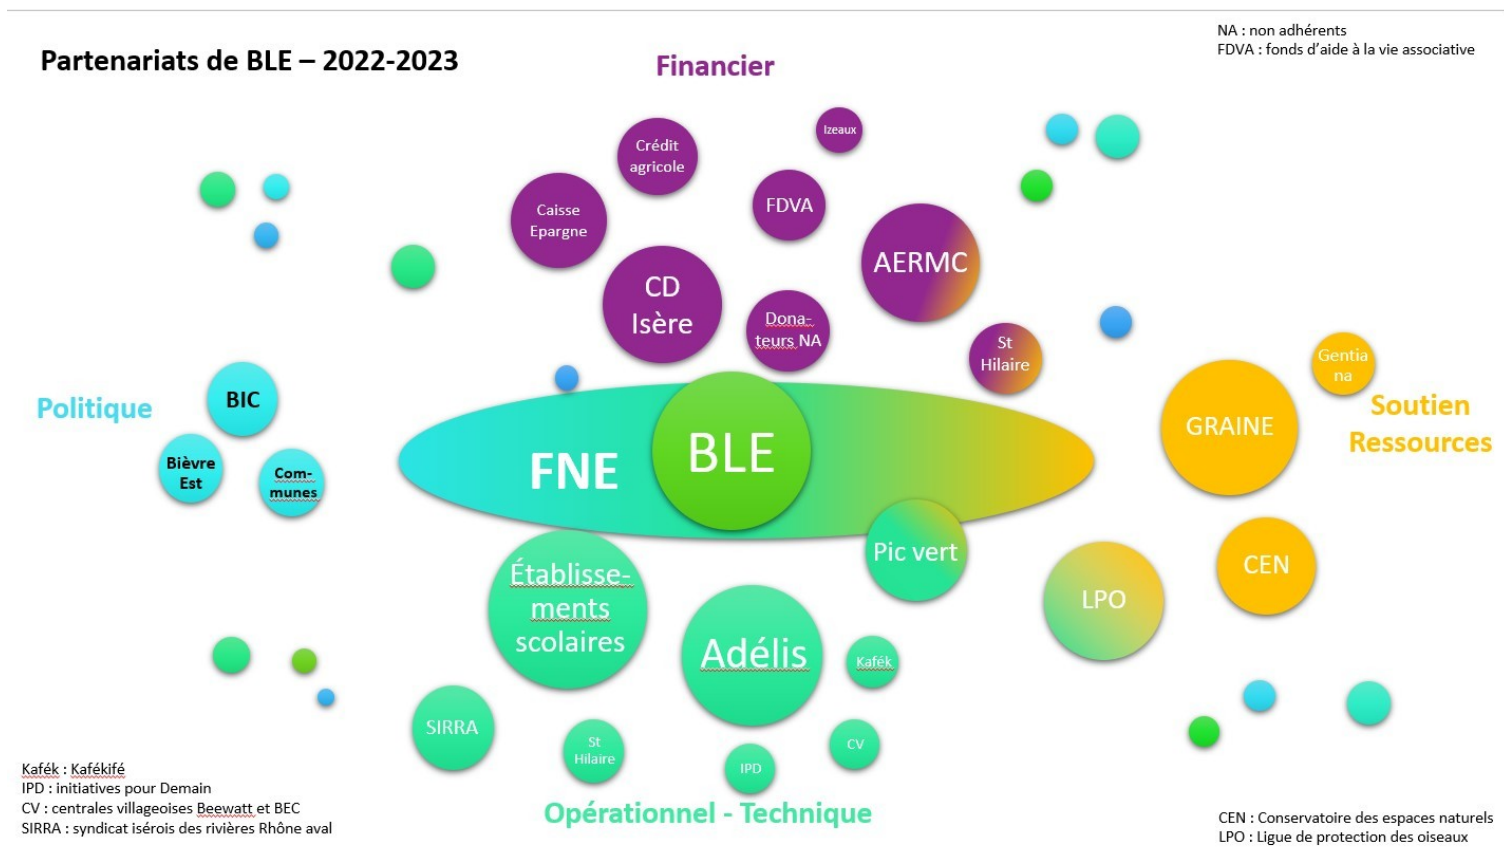 Partenariats de BLE – 2022-2023
NA : non adhérents
FDVA : fonds d'aide à la vie associative
Financier
Izeaux
Crédit
agricole
FDVA
Caisse
Epargne
AERMC
CD
Isère
Dona-
teurs NA
St
Hilaire
Politique
BIC
Bièvre
Est
Com-
munes
FNE
BLE
Gentia
na
GRAINE
Soutien
Ressources
Pic vert
CEN
LPO
Établisse-
ments
scolaires
Adélis
Kafék
SIRRA
St
Hilaire
IPD
CV
Opérationnel - Technique
Kafék : Kafékifé
IPD : initiatives pour Demain
CV : centrales villageoises Beewatt et BEC
SIRRA : syndicat isérois des rivières Rhône aval
CEN : Conservatoire des espaces naturels
LPO : Ligue de protection des oiseaux